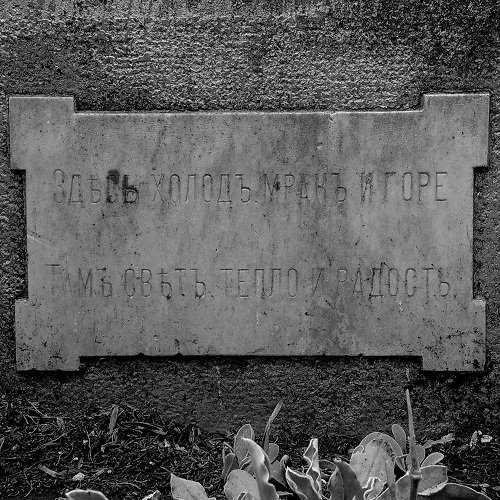 Здѣсь холодъ, мракъ и горе
Тамъ свѣтъ, тепло и радость.